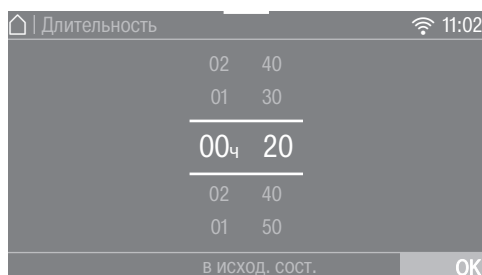 | Длительность 11:02
02 40
01 30
00ч 20
02 40
01 50
в исход. сост. OK